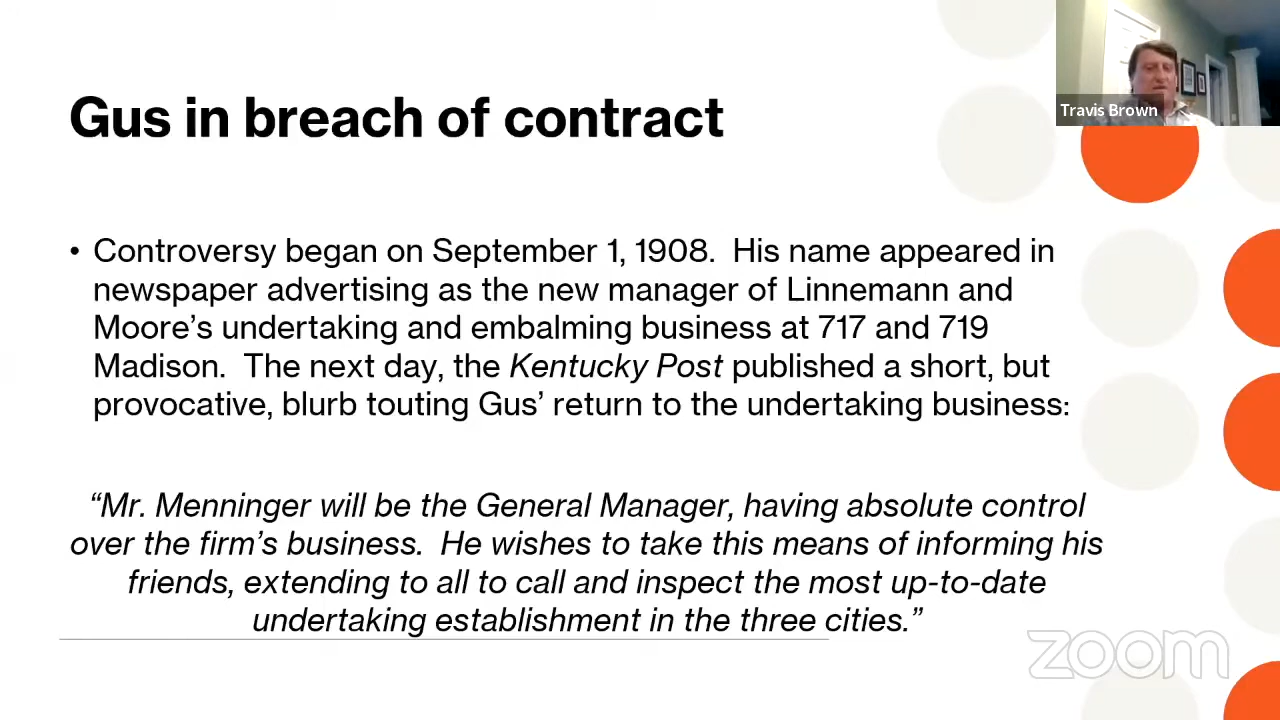 Gus in breach of contract
Travis Brown
• Controversy began on September 1, 1908.  His name appeared in
newspaper advertising as the new manager of Linnemann and
Moore’s undertaking and embalming business at 717 and 719
Madison.  The next day, the Kentucky Post published a short, but
provocative, blurb touting Gus’ return to the undertaking business:
“Mr. Menninger will be the General Manager, having absolute control
over the firm’s business.  He wishes to take this means of informing his
friends, extending to all to call and inspect the most up-to-date
undertaking establishment in the three cities.”
zoom